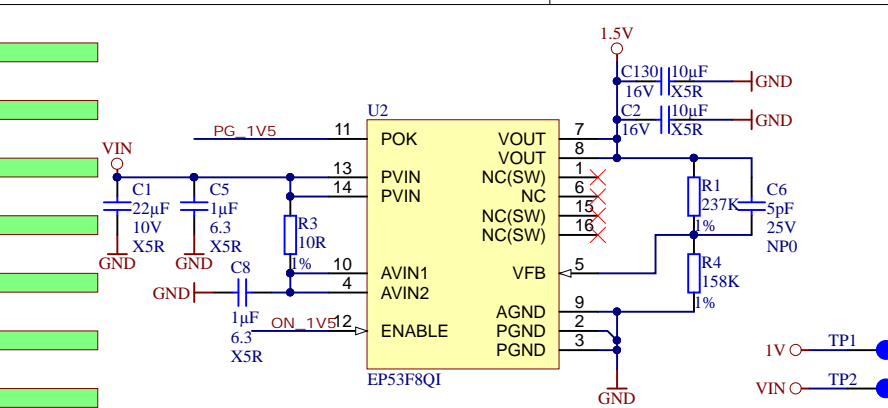 1.5V
C130 10µF
16V X5R
GND
C2 10µF
16V X5R
GND
U2
PG_1V5 11 POK
VOUT 7
VOUT 8
VIN
13 PVIN
14 PVIN
NC(SW) 1
NC 6
NC(SW) 15
NC(SW) 16
C1
22µF
10V
X5R
GND
C5
1µF
6.3
X5R
GND
R3
10R
1%
R1
237K
1%
C6
5pF
25V
NP0
10 AVIN1
4 AVIN2
VFB 5
R4
158K
1%
GND
C8
1µF
6.3
X5R
ON_1V5 12 ENABLE
AGND 9
PGND 2
PGND 3
GND
EP53F8QI
1V TP1
VIN TP2